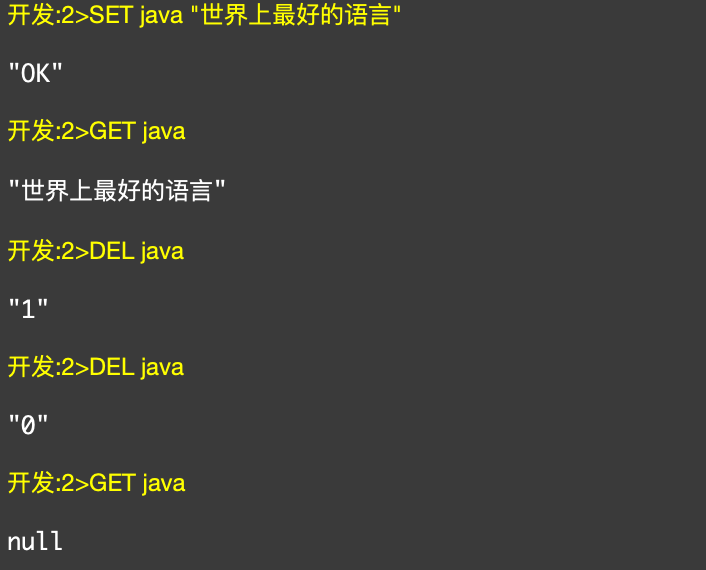 开发:2>SET java "世界上最好的语言"
"OK"
开发:2>GET java
"世界上最好的语言"
开发:2>DEL java
"1"
开发:2>DEL java
"0"
开发:2>GET java
null